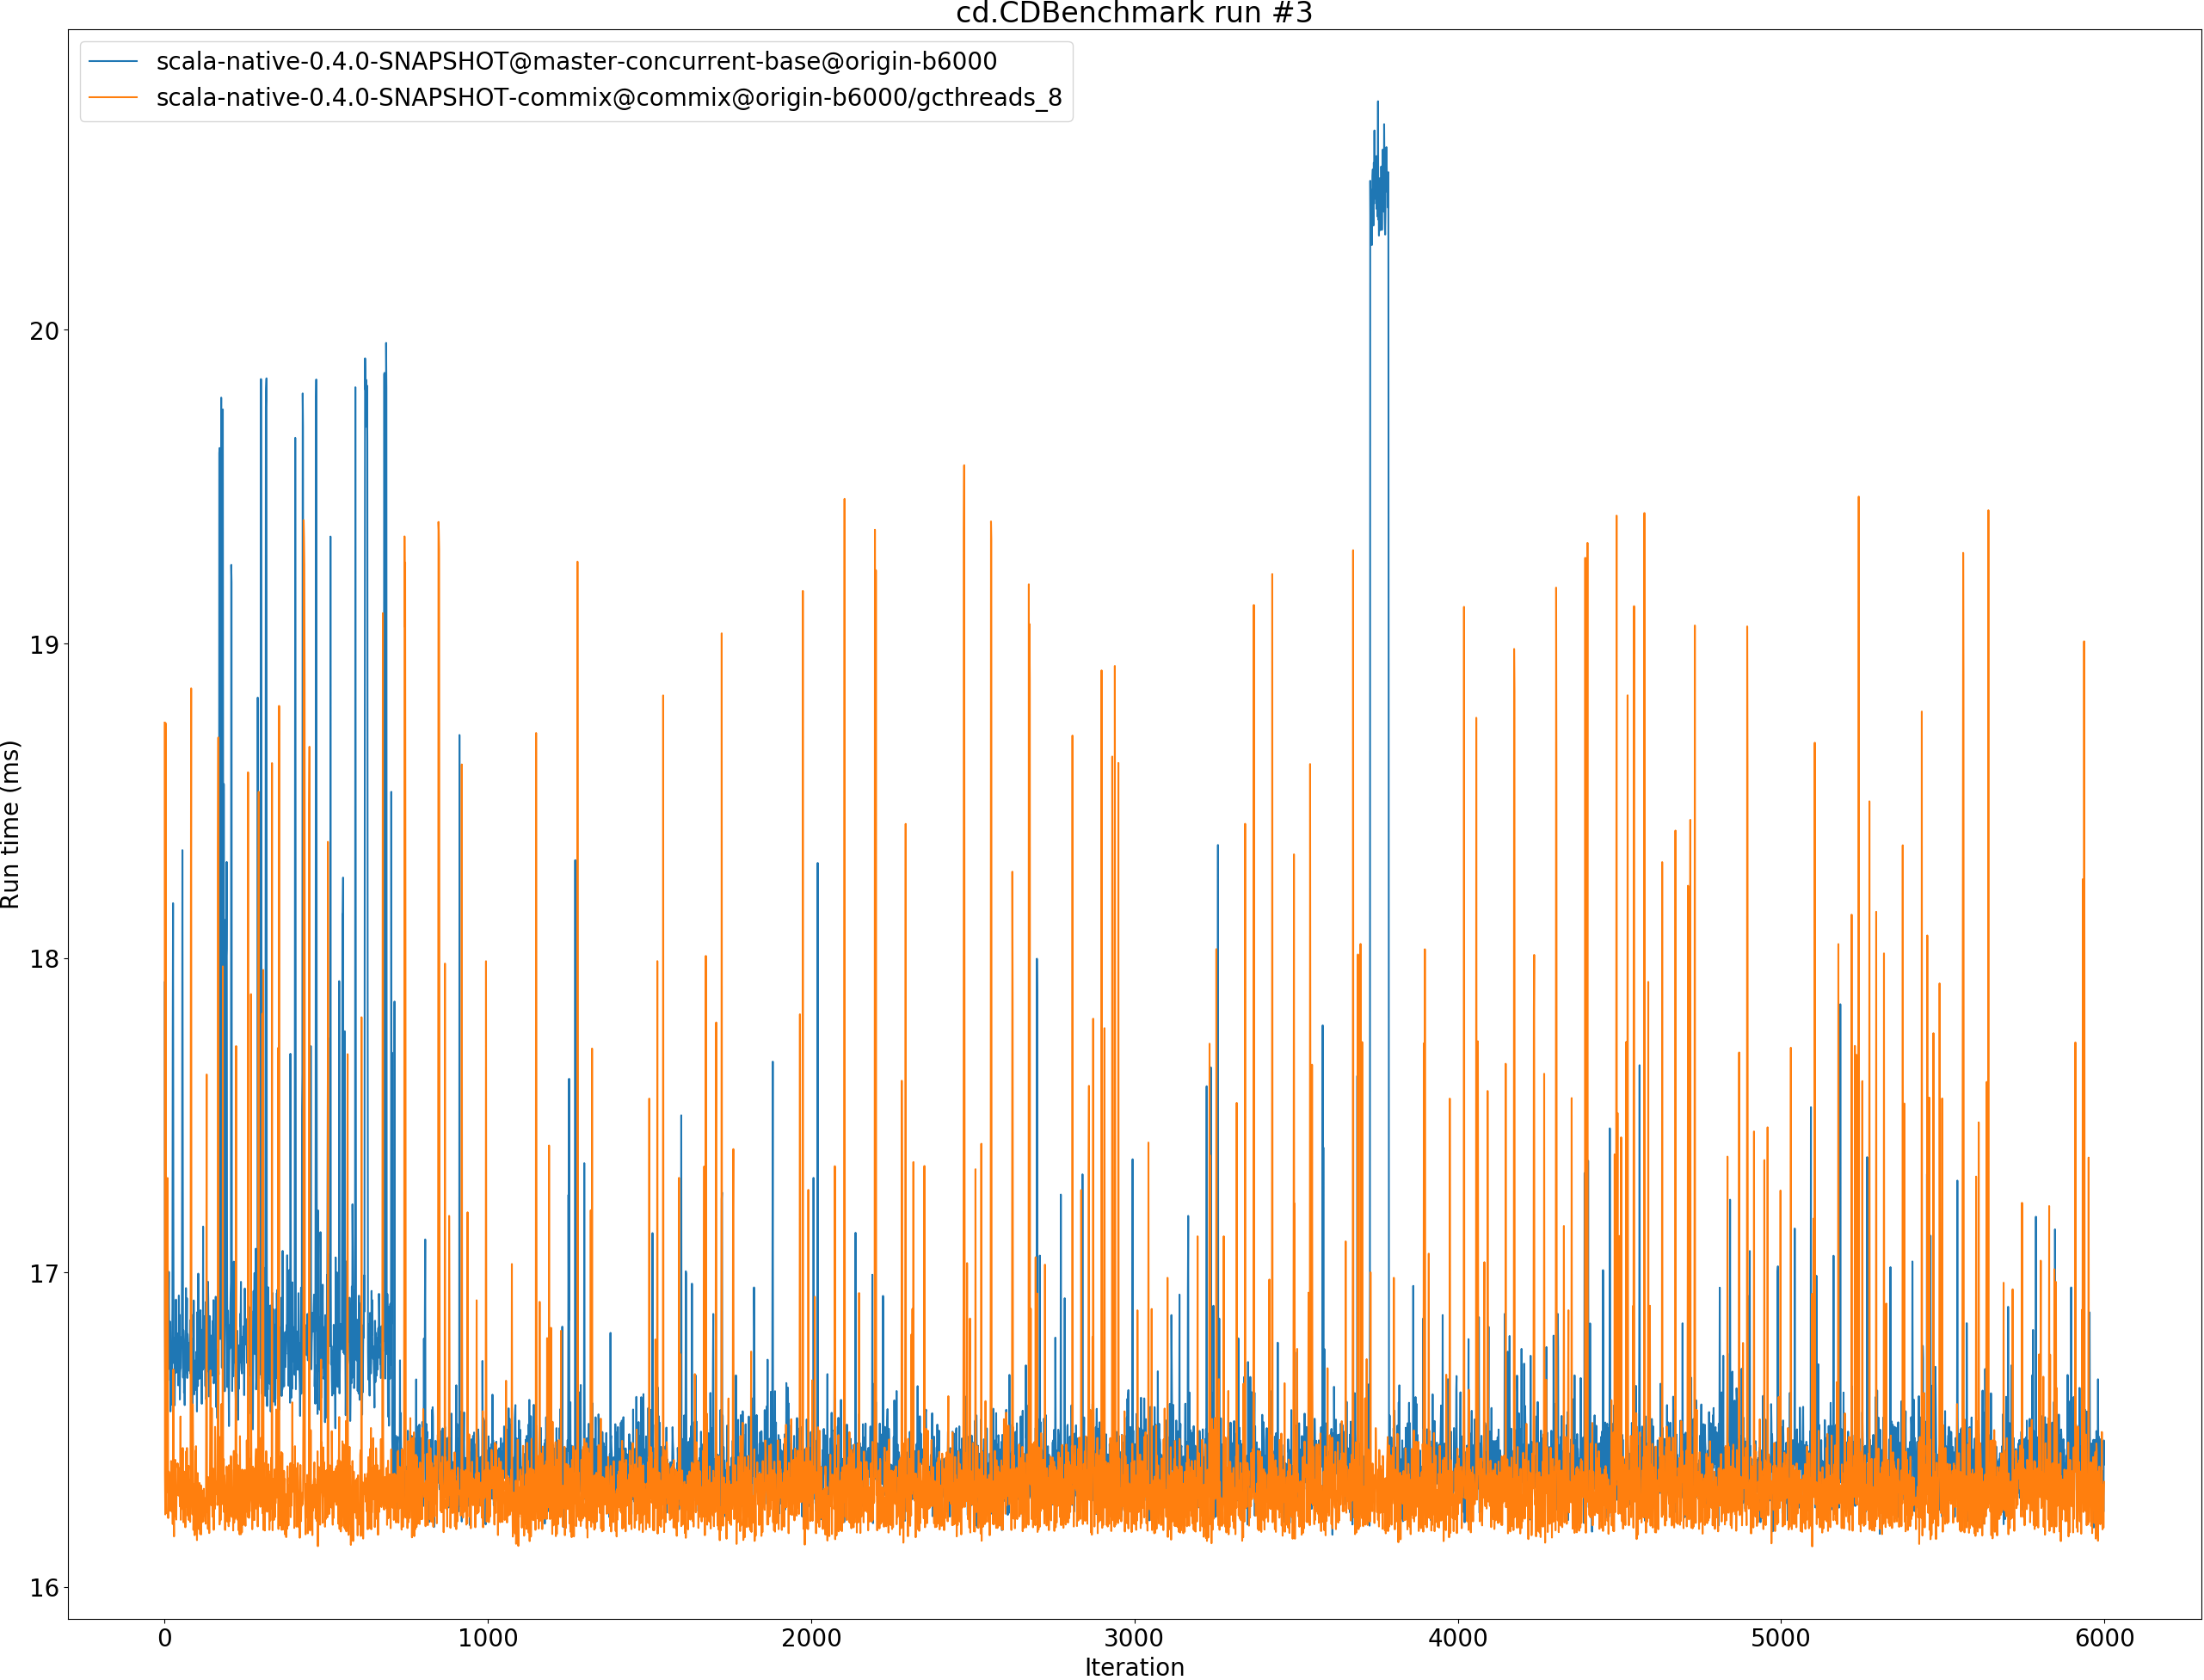 cd.CDBenchmark run #3
scala-native-0.4.0-SNAPSHOT@master-concurrent-base@origin-b6000
scala-native-0.4.0-SNAPSHOT-commix@commix@origin-b6000/gcthreads_8
20
19
18
17
16
Run time (ms)
0 1000 2000 3000 4000 5000 6000
Iteration